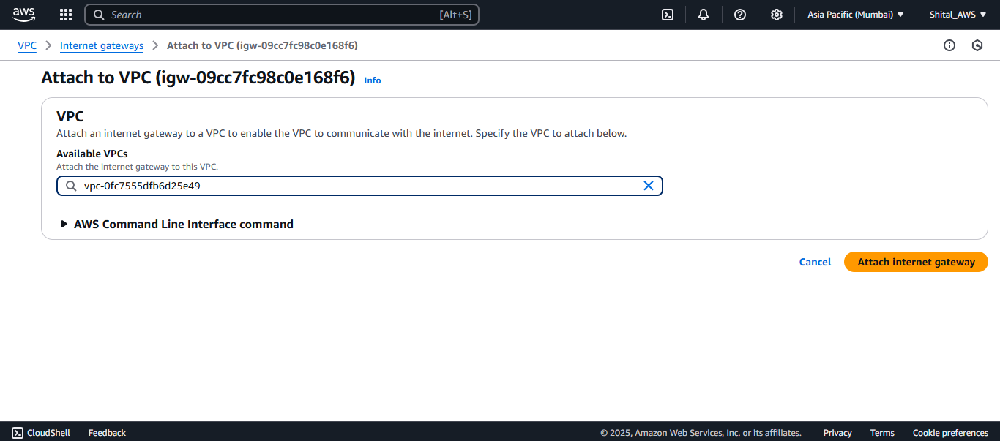 aws Search [Alt+S] Asia Pacific (Mumbai) Shital_AWS
VPC Internet gateways Attach to VPC (igw-09cc7fc98c0e168f6)
Attach to VPC (igw-09cc7fc98c0e168f6) Info
VPC
Attach an internet gateway to a VPC to enable the VPC to communicate with the internet. Specify the VPC to attach below.
Available VPCs
Attach the internet gateway to this VPC.
vpc-0fc7555dfb6d25e49
AWS Command Line Interface command
Cancel Attach internet gateway
CloudShell Feedback © 2025, Amazon Web Services, Inc. or its affiliates. Privacy Terms Cookie preferences